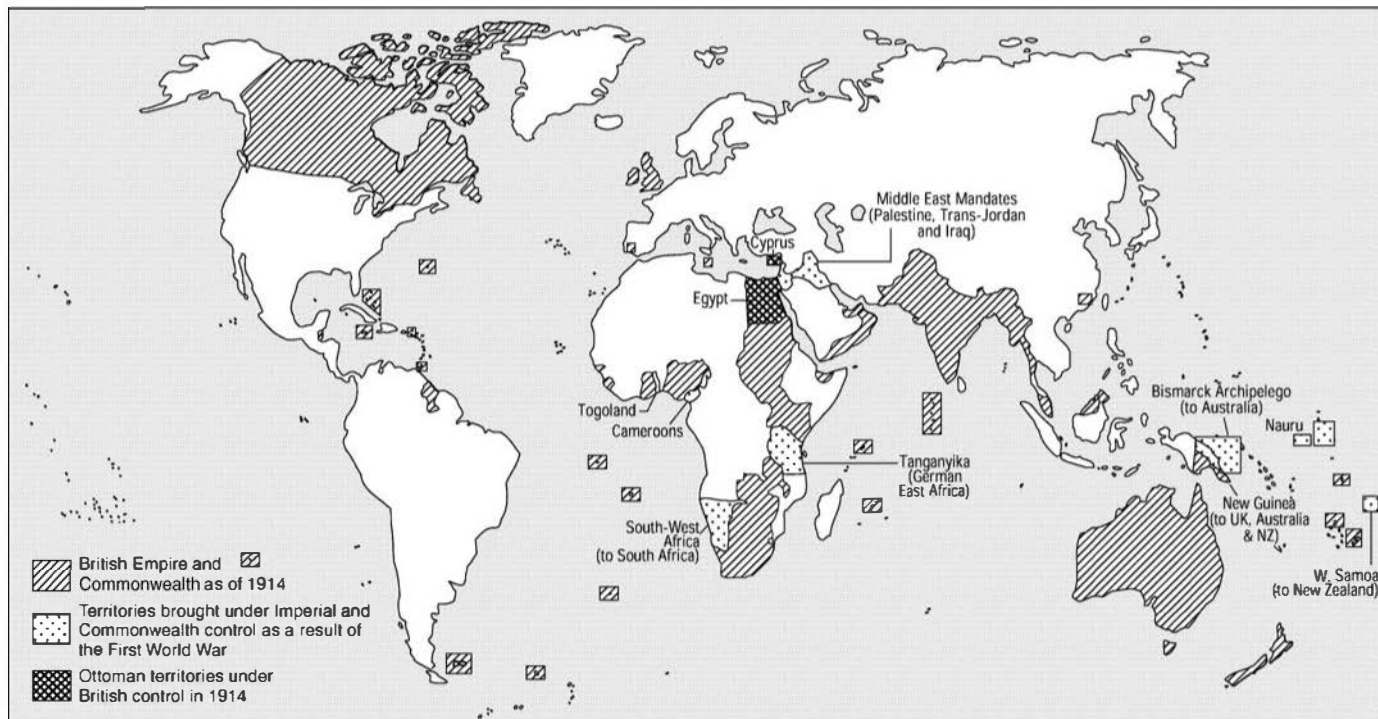 Middle East Mandates
(Palestine, Trans-Jordan
and Iraq)
Cyprus
Egypt
Togoland
Cameroons
Tanganyika
(German
East Africa)
South-West
Africa
(to South Africa)
Bismarck Archipelego
(to Australia)
Nauru
New Guinea
(to UK, Australia
& NZ)
W. Samoa
(to New Zealand)
British Empire and
Commonwealth as of 1914
Territories brought under Imperial and
Commonwealth control as a result of
the First World War
Ottoman territories under
British control in 1914